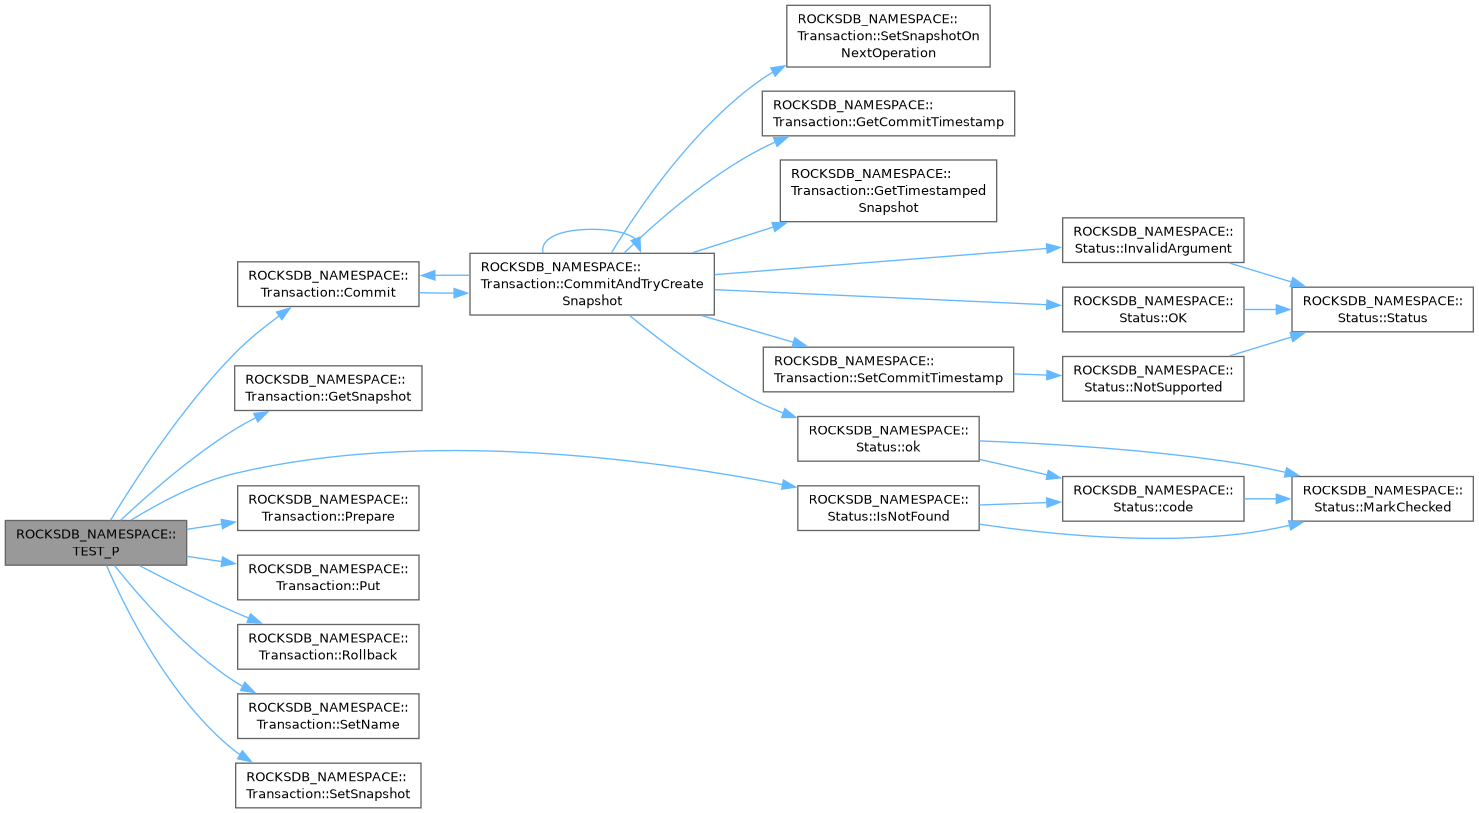 ROCKSDB_NAMESPACE::
TEST_P
ROCKSDB_NAMESPACE::
Transaction::Commit
ROCKSDB_NAMESPACE::
Transaction::GetSnapshot
ROCKSDB_NAMESPACE::
Transaction::Prepare
ROCKSDB_NAMESPACE::
Transaction::Put
ROCKSDB_NAMESPACE::
Transaction::Rollback
ROCKSDB_NAMESPACE::
Transaction::SetName
ROCKSDB_NAMESPACE::
Transaction::SetSnapshot
ROCKSDB_NAMESPACE::
Transaction::CommitAndTryCreate
Snapshot
ROCKSDB_NAMESPACE::
Transaction::SetSnapshotOn
NextOperation
ROCKSDB_NAMESPACE::
Transaction::GetCommitTimestamp
ROCKSDB_NAMESPACE::
Transaction::GetTimestamped
Snapshot
ROCKSDB_NAMESPACE::
Transaction::SetCommitTimestamp
ROCKSDB_NAMESPACE::
Status::ok
ROCKSDB_NAMESPACE::
Status::IsNotFound
ROCKSDB_NAMESPACE::
Status::InvalidArgument
ROCKSDB_NAMESPACE::
Status::OK
ROCKSDB_NAMESPACE::
Status::NotSupported
ROCKSDB_NAMESPACE::
Status::code
ROCKSDB_NAMESPACE::
Status::Status
ROCKSDB_NAMESPACE::
Status::MarkChecked